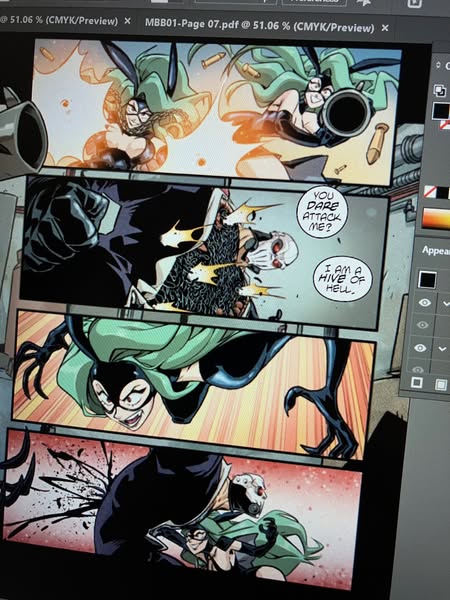 @ 51.06 % (CMYK/Preview) ×
MBB01-Page 07.pdf @ 51.06 % (CMYK/Preview) ×
YOU
DARE
ATTACK
ME?
I AM A
HIVE OF
HELL.
Appear